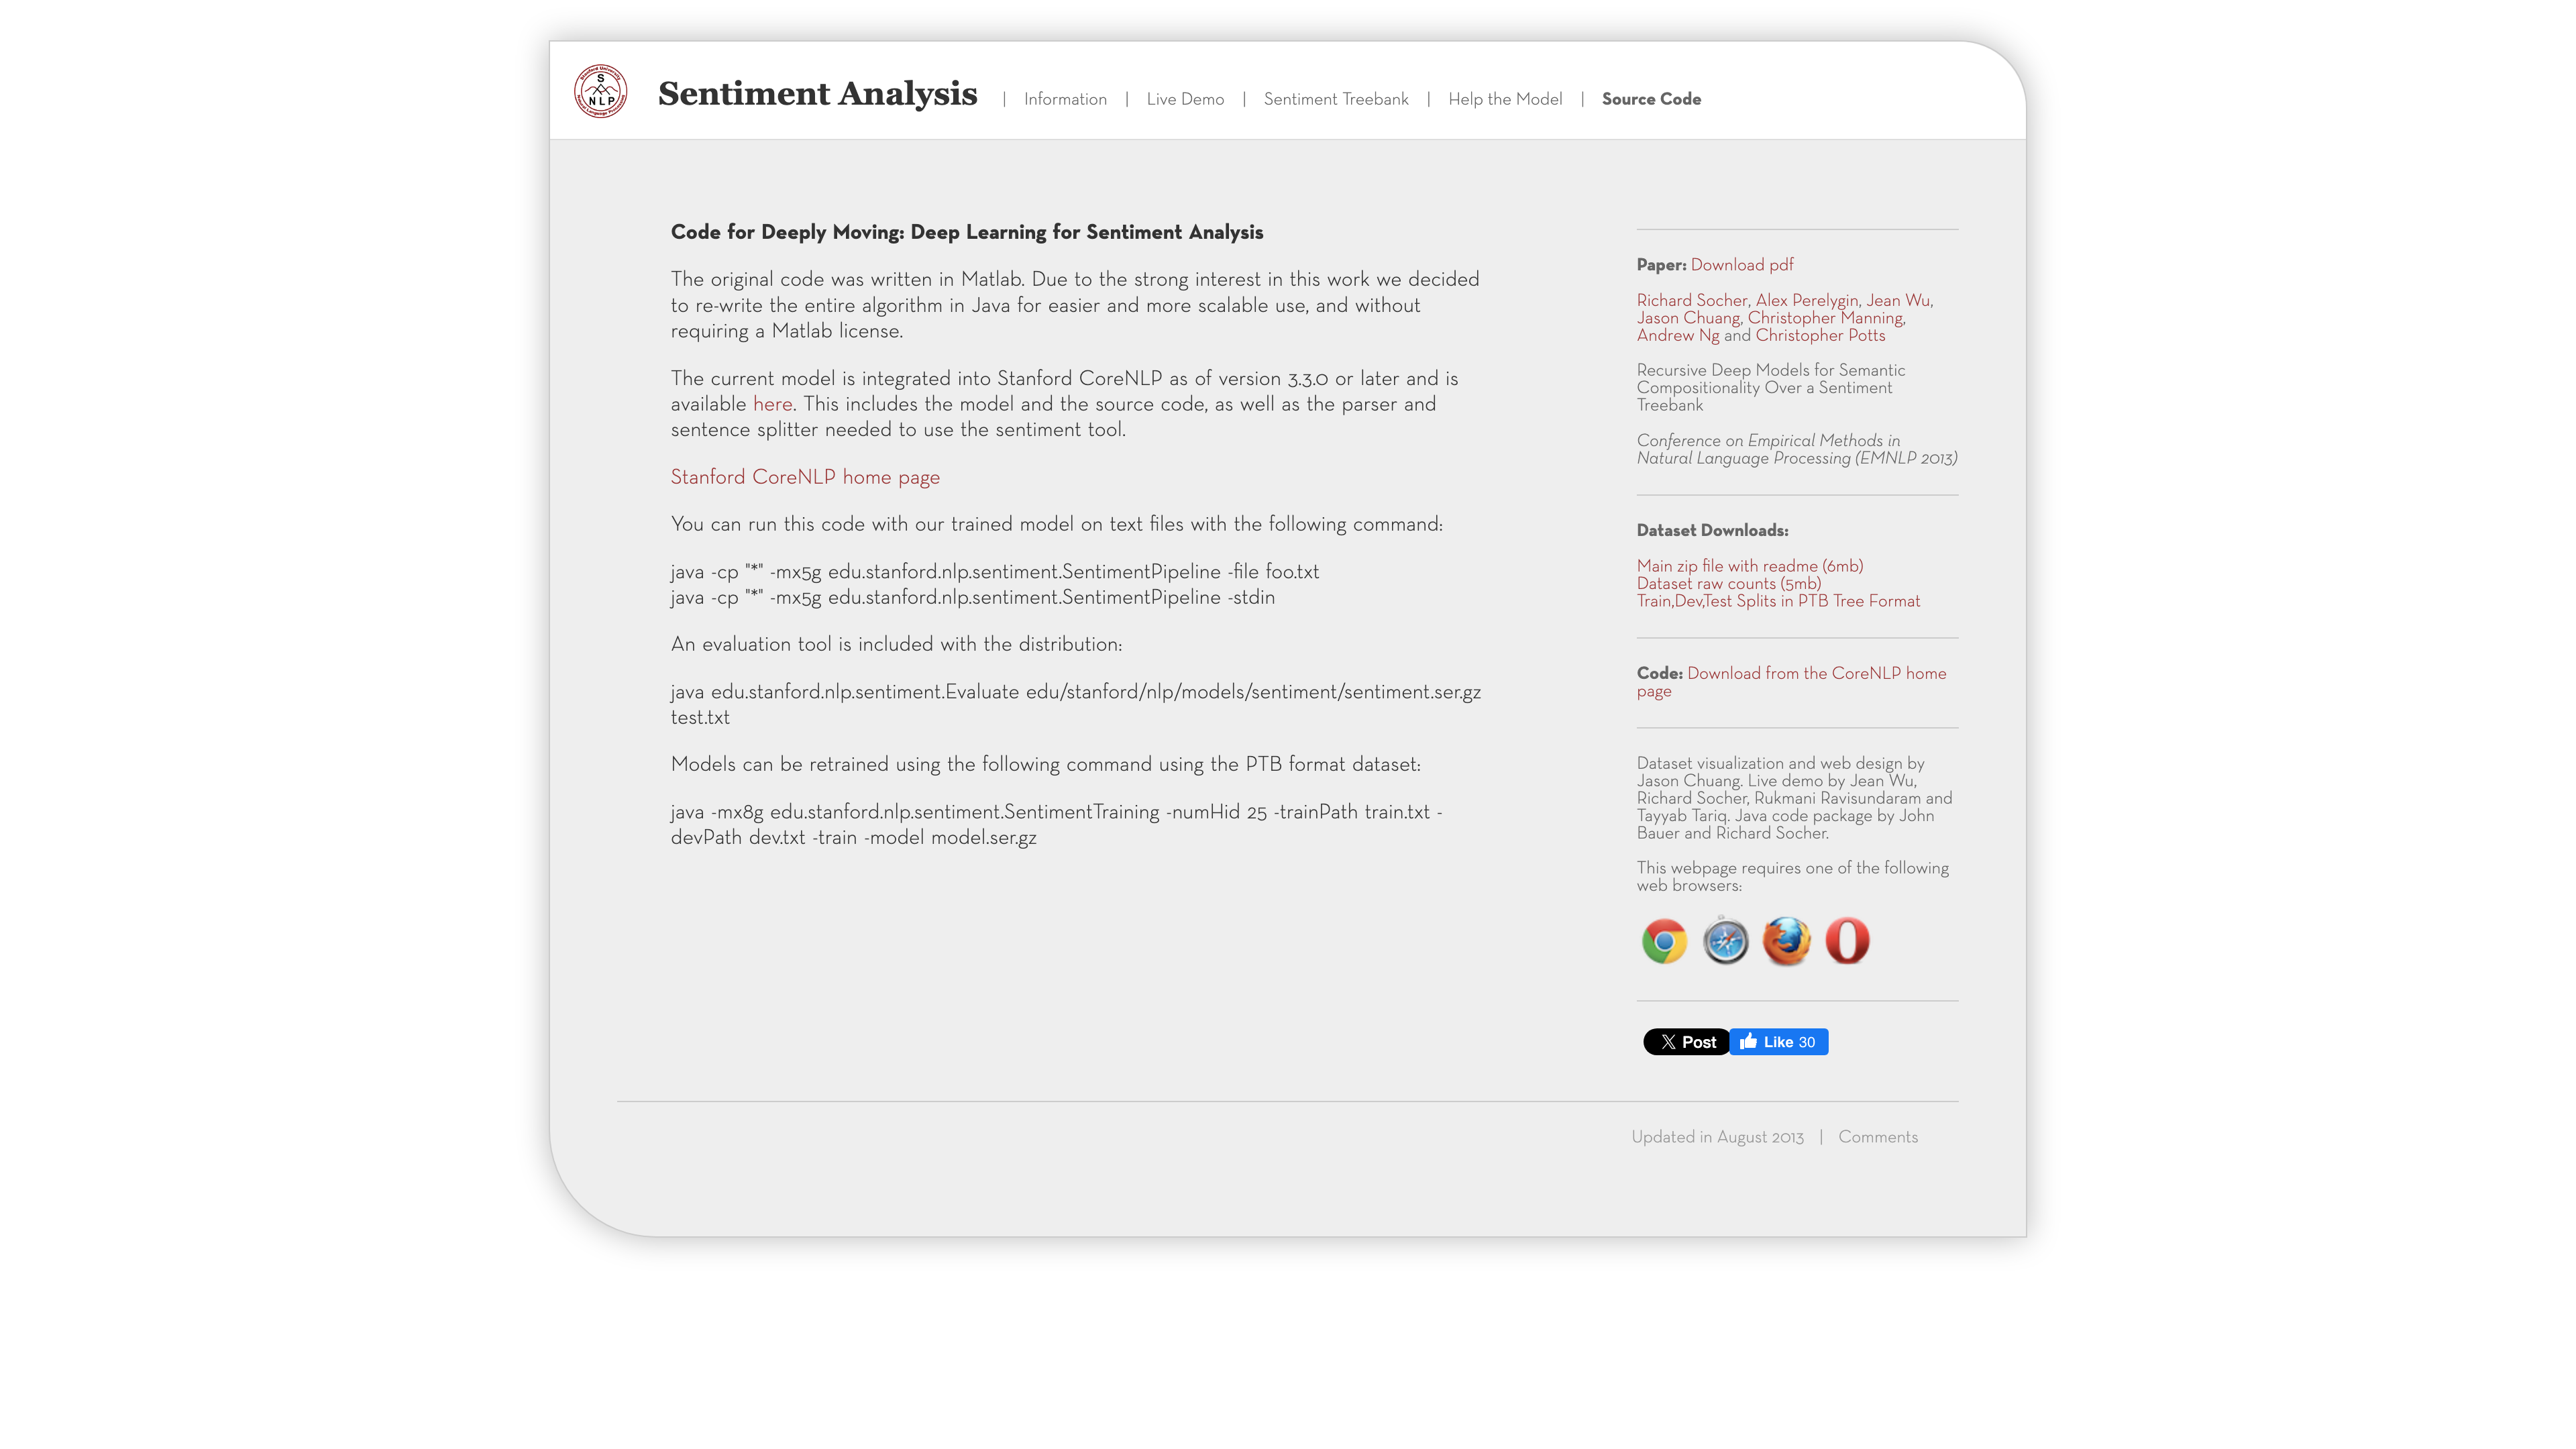 Stanford University
S
NLP
Natural Language Processing
Sentiment Analysis | Information | Live Demo | Sentiment Treebank | Help the Model | Source Code
Code for Deeply Moving: Deep Learning for Sentiment Analysis
The original code was written in Matlab. Due to the strong interest in this work we decided
to re-write the entire algorithm in Java for easier and more scalable use, and without
requiring a Matlab license.
The current model is integrated into Stanford CoreNLP as of version 3.3.0 or later and is
available here. This includes the model and the source code, as well as the parser and
sentence splitter needed to use the sentiment tool.
Stanford CoreNLP home page
You can run this code with our trained model on text files with the following command:
java -cp "*" -mx5g edu.stanford.nlp.sentiment.SentimentPipeline -file foo.txt
java -cp "*" -mx5g edu.stanford.nlp.sentiment.SentimentPipeline -stdin
An evaluation tool is included with the distribution:
java edu.stanford.nlp.sentiment.Evaluate edu/stanford/nlp/models/sentiment/sentiment.ser.gz
test.txt
Models can be retrained using the following command using the PTB format dataset:
java -mx8g edu.stanford.nlp.sentiment.SentimentTraining -numHid 25 -trainPath train.txt -
devPath dev.txt -train -model model.ser.gz
Paper: Download pdf
Richard Socher, Alex Perelygin, Jean Wu,
Jason Chuang, Christopher Manning,
Andrew Ng and Christopher Potts
Recursive Deep Models for Semantic
Compositionality Over a Sentiment
Treebank
Conference on Empirical Methods in
Natural Language Processing (EMNLP 2013)
Dataset Downloads:
Main zip file with readme (6mb)
Dataset raw counts (5mb)
Train,Dev,Test Splits in PTB Tree Format
Code: Download from the CoreNLP home
page
Dataset visualization and web design by
Jason Chuang. Live demo by Jean Wu,
Richard Socher, Rukmani Ravisundaram and
Tayyab Tariq. Java code package by John
Bauer and Richard Socher.
This webpage requires one of the following
web browsers:
Post Like 30
Updated in August 2013 | Comments